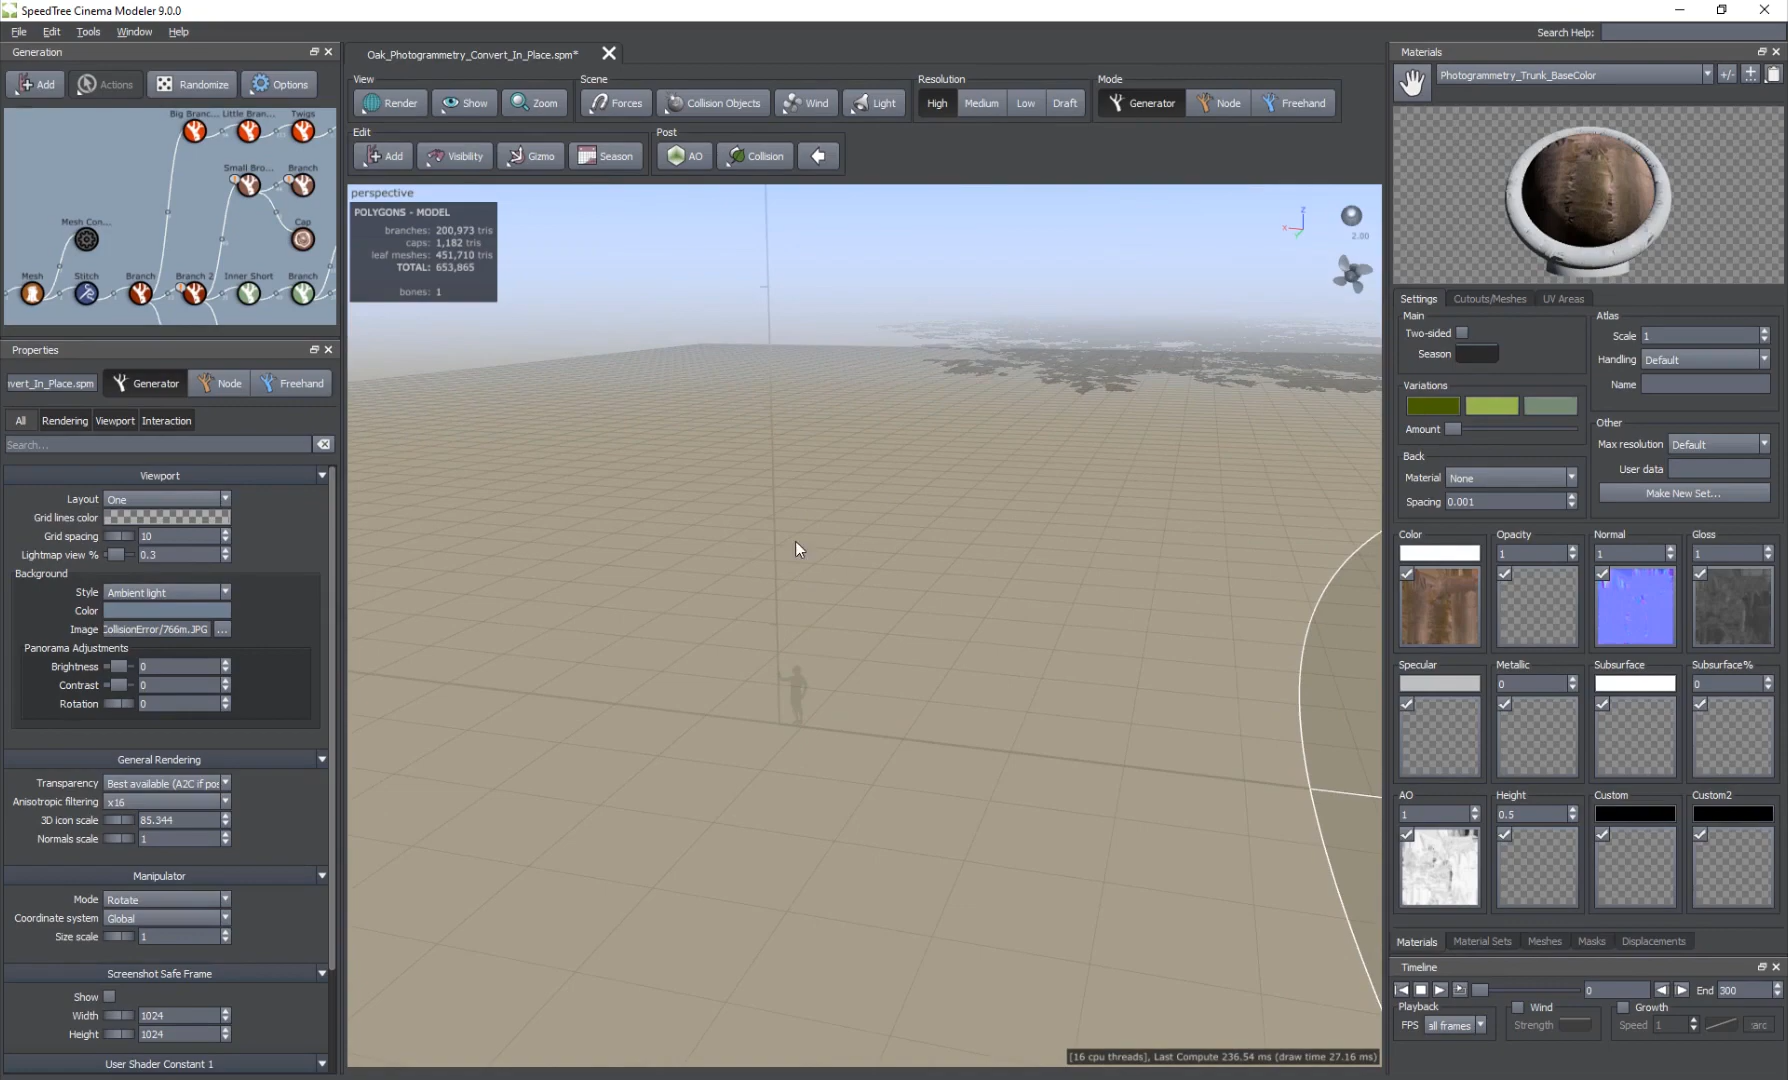 SpeedTree Cinema Modeler 9.0.0
File Edit Tools Window Help
Search Help:
Generation
Add Actions Randomize Options
Big Branc... Little Bran... Twigs
Small Bro... Branch
Mesh Con... Cap
Mesh Stitch Branch Branch 2 Inner Short Branch
Properties
nvert_In_Place.spm Generator Node Freehand
All Rendering Viewport Interaction
Search...
Viewport
Layout One
Grid lines color
Grid spacing 10
Lightmap view % 0.3
Background
Style Ambient light
Color
Image CollisionError/766m.JPG ...
Panorama Adjustments
Brightness 0
Contrast 0
Rotation 0
General Rendering
Transparency Best available (A2C if pos
Anisotropic filtering x16
3D icon scale 85.344
Normals scale 1
Manipulator
Mode Rotate
Coordinate system Global
Size scale 1
Screenshot Safe Frame
Show
Width 1024
Height 1024
User Shader Constant 1
Oak_Photogrammetry_Convert_In_Place.spm*
View Scene Resolution Mode
Render Show Zoom Forces Collision Objects Wind Light High Medium Low Draft Generator Node Freehand
Edit Post
Add Visibility Gizmo Season AO Collision
perspective
POLYGONS - MODEL
branches: 200,973 tris
caps: 1,182 tris
leaf meshes: 451,710 tris
TOTAL: 653,865
bones: 1
z
x
Y
2.00
[16 cpu threads], Last Compute 236.54 ms (draw time 27.16 ms)
Materials
Photogrammetry_Trunk_BaseColor +/-
Settings Cutouts/Meshes UV Areas
Main
Two-sided
Season
Variations
Amount
Back
Material None
Spacing 0.001
Atlas
Scale 1
Handling Default
Name
Other
Max resolution Default
User data
Make New Set...
Color Opacity Normal Gloss
1 1 1
Specular Metallic Subsurface Subsurface%
0 0
AO Height Custom Custom2
1 0.5
Materials Material Sets Meshes Masks Displacements
Timeline
0 End 300
Playback Wind Growth
FPS all frames Strength Speed 1 arc